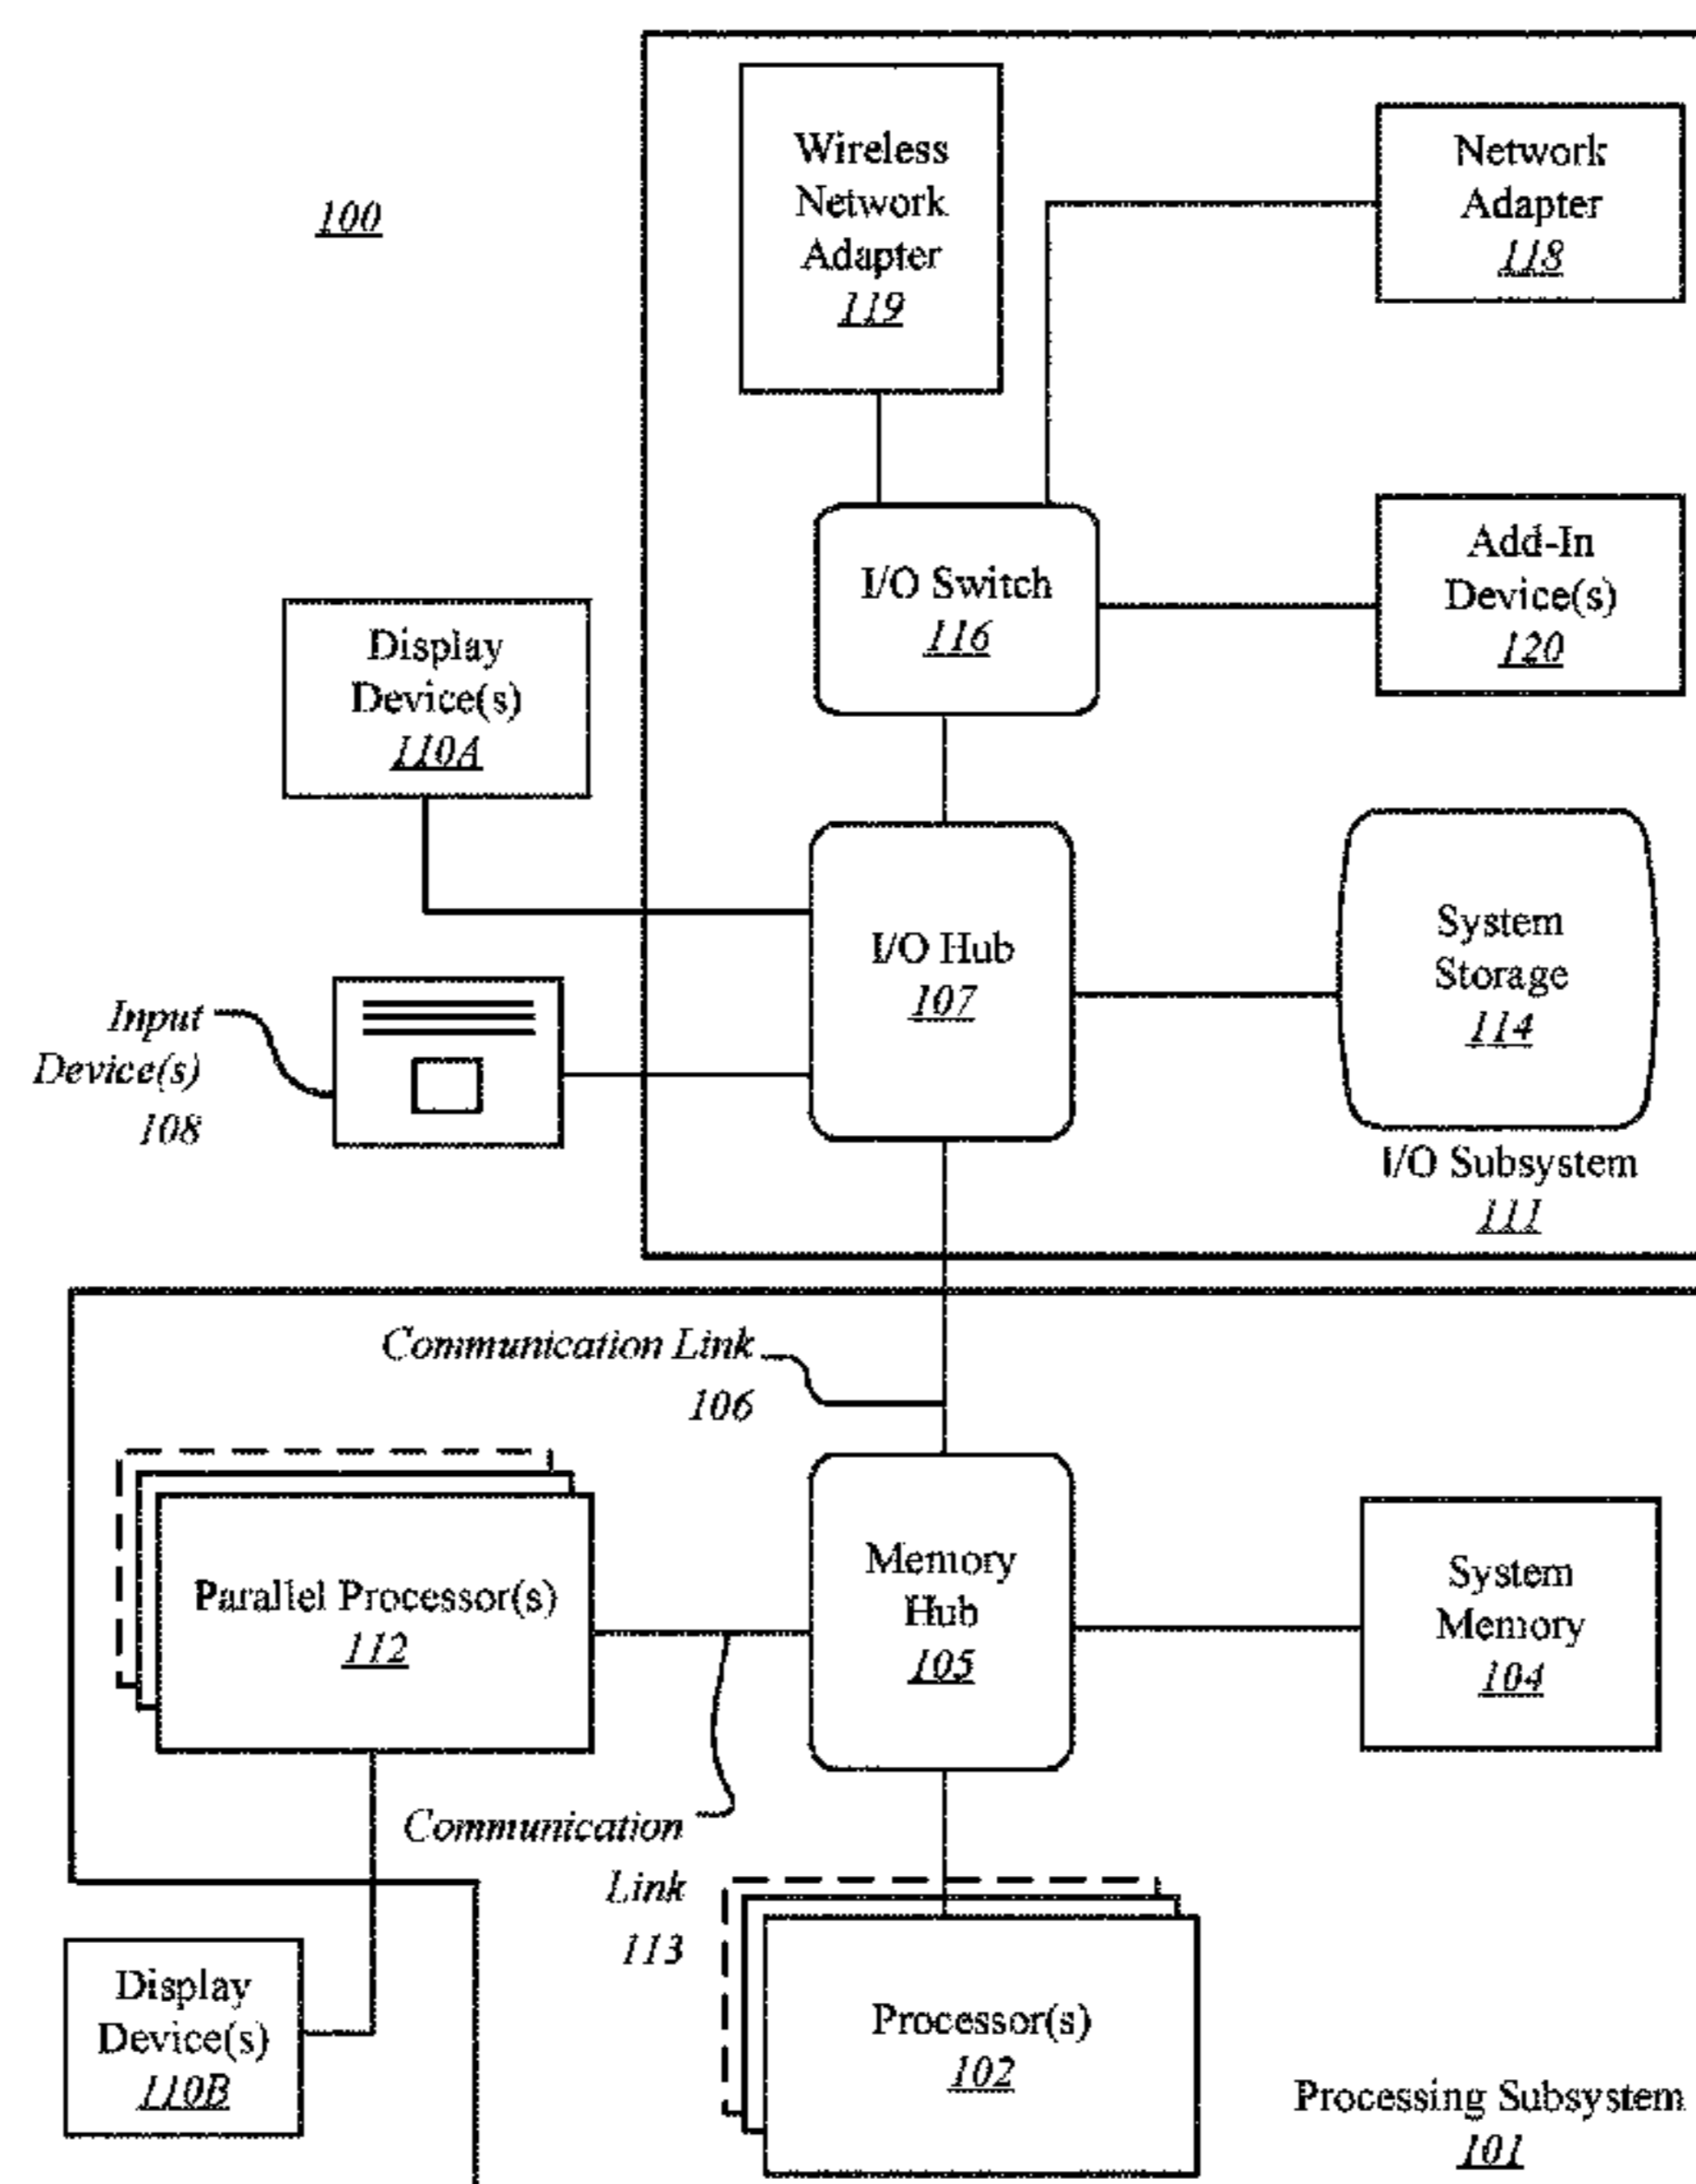 100
Wireless
Network
Adapter
119
Network
Adapter
118
I/O Switch
116
Add-In
Device(s)
120
Display
Device(s)
110A
I/O Hub
107
System
Storage
114
Input
Device(s)
108
I/O Subsystem
111
Communication Link
106
Parallel Processor(s)
112
Memory
Hub
105
System
Memory
104
Communication
Link
113
Display
Device(s)
110B
Processor(s)
102
Processing Subsystem
101